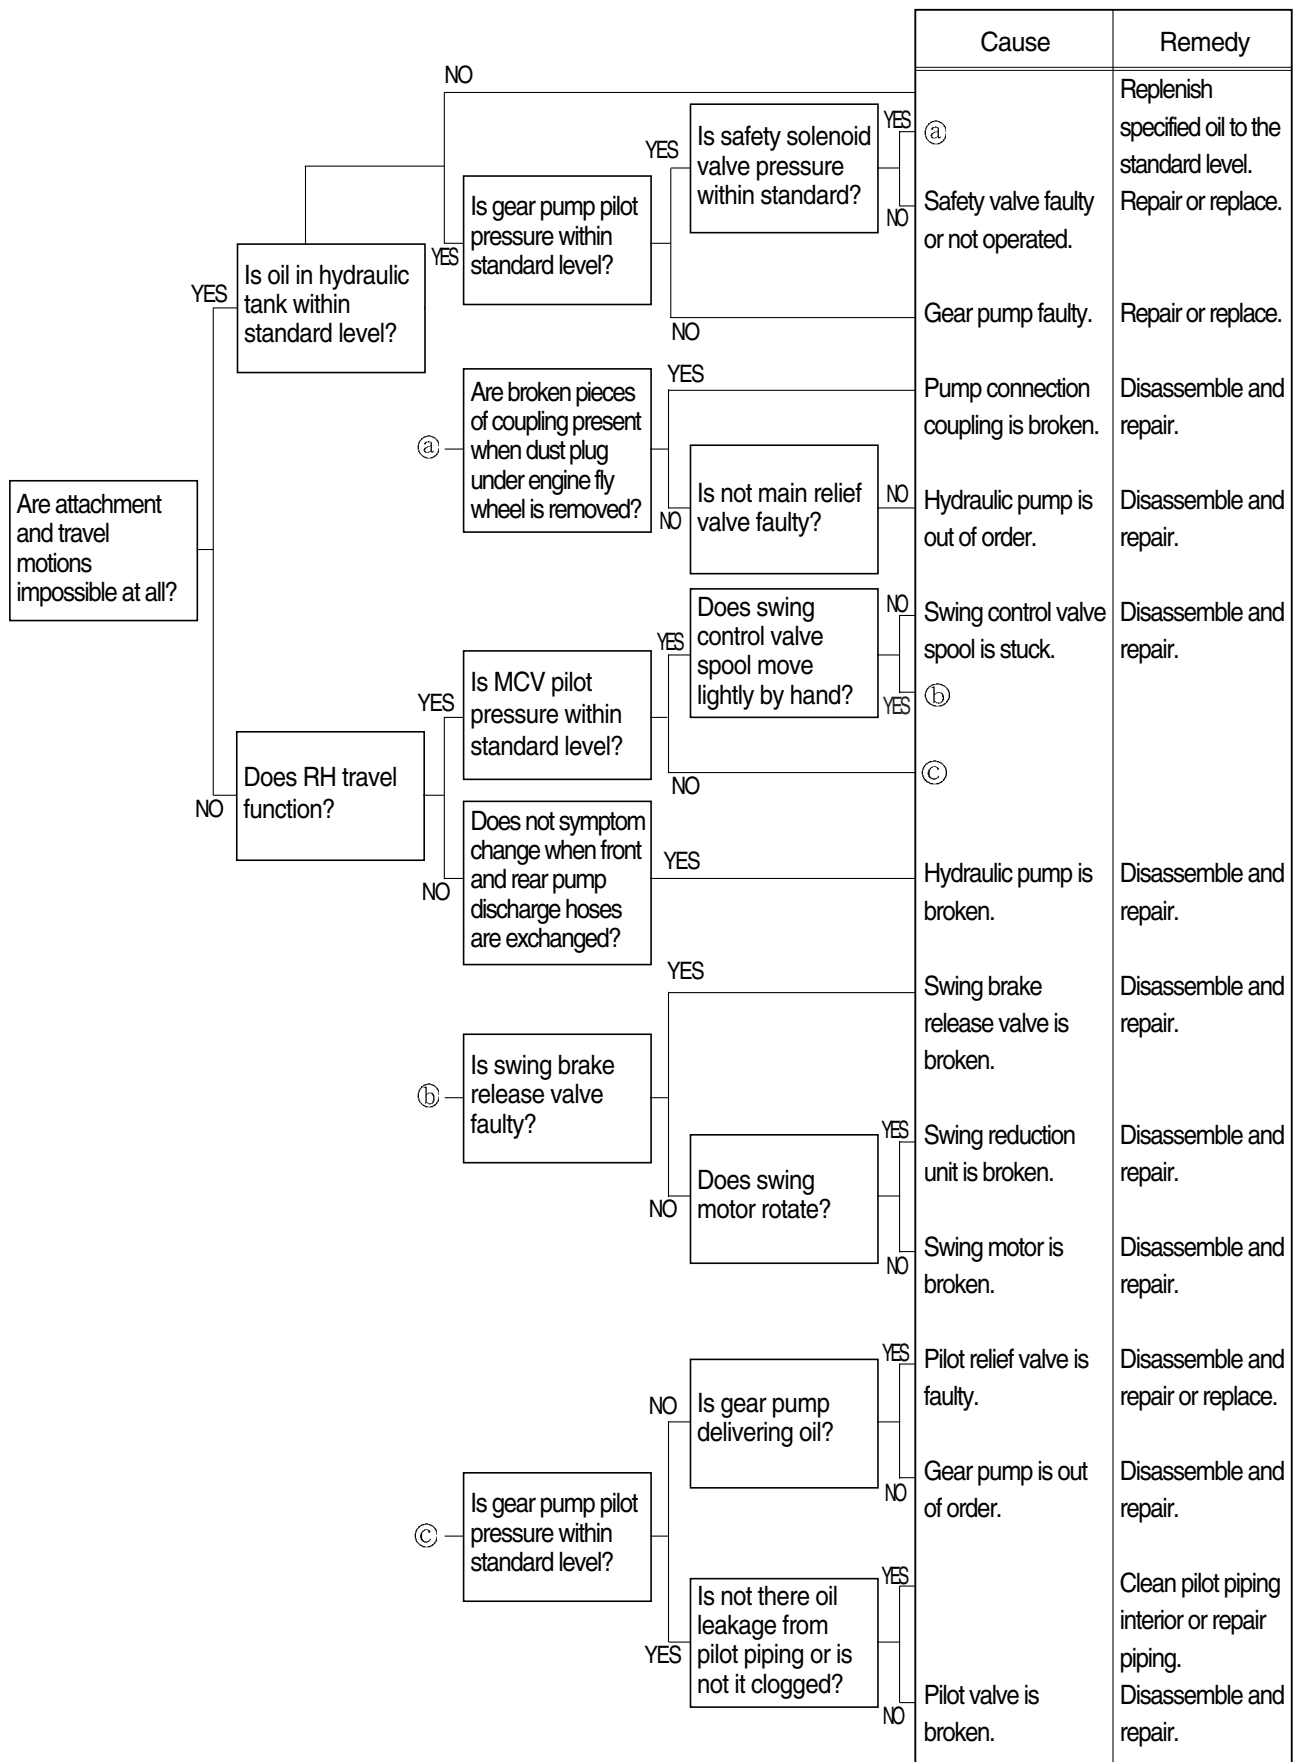 Cause
Remedy
NO
Replenish
specified oil to the
standard level.
YES
Is safety solenoid
valve pressure
within standard?
YES
ⓐ
NO
Safety valve faulty
or not operated.
Repair or replace.
Is gear pump pilot
pressure within
standard level?
YES
NO
Gear pump faulty.
Repair or replace.
YES
Is oil in hydraulic
tank within
standard level?
ⓐ
Are broken pieces
of coupling present
when dust plug
under engine fly
wheel is removed?
YES
Pump connection
coupling is broken.
Disassemble and
repair.
NO
Is not main relief
valve faulty?
NO
Hydraulic pump is
out of order.
Disassemble and
repair.
Are attachment
and travel
motions
impossible at all?
NO
Does RH travel
function?
YES
Is MCV pilot
pressure within
standard level?
YES
Does swing
control valve
spool move
lightly by hand?
NO
Swing control valve
spool is stuck.
Disassemble and
repair.
YES
ⓑ
NO
ⓒ
NO
Does not symptom
change when front
and rear pump
discharge hoses
are exchanged?
YES
Hydraulic pump is
broken.
Disassemble and
repair.
ⓑ
Is swing brake
release valve
faulty?
YES
Swing brake
release valve is
broken.
Disassemble and
repair.
NO
Does swing
motor rotate?
YES
Swing reduction
unit is broken.
Disassemble and
repair.
NO
Swing motor is
broken.
Disassemble and
repair.
ⓒ
Is gear pump pilot
pressure within
standard level?
NO
Is gear pump
delivering oil?
YES
Pilot relief valve is
faulty.
Disassemble and
repair or replace.
NO
Gear pump is out
of order.
Disassemble and
repair.
YES
Is not there oil
leakage from
pilot piping or is
not it clogged?
YES
Clean pilot piping
interior or repair
piping.
NO
Pilot valve is
broken.
Disassemble and
repair.